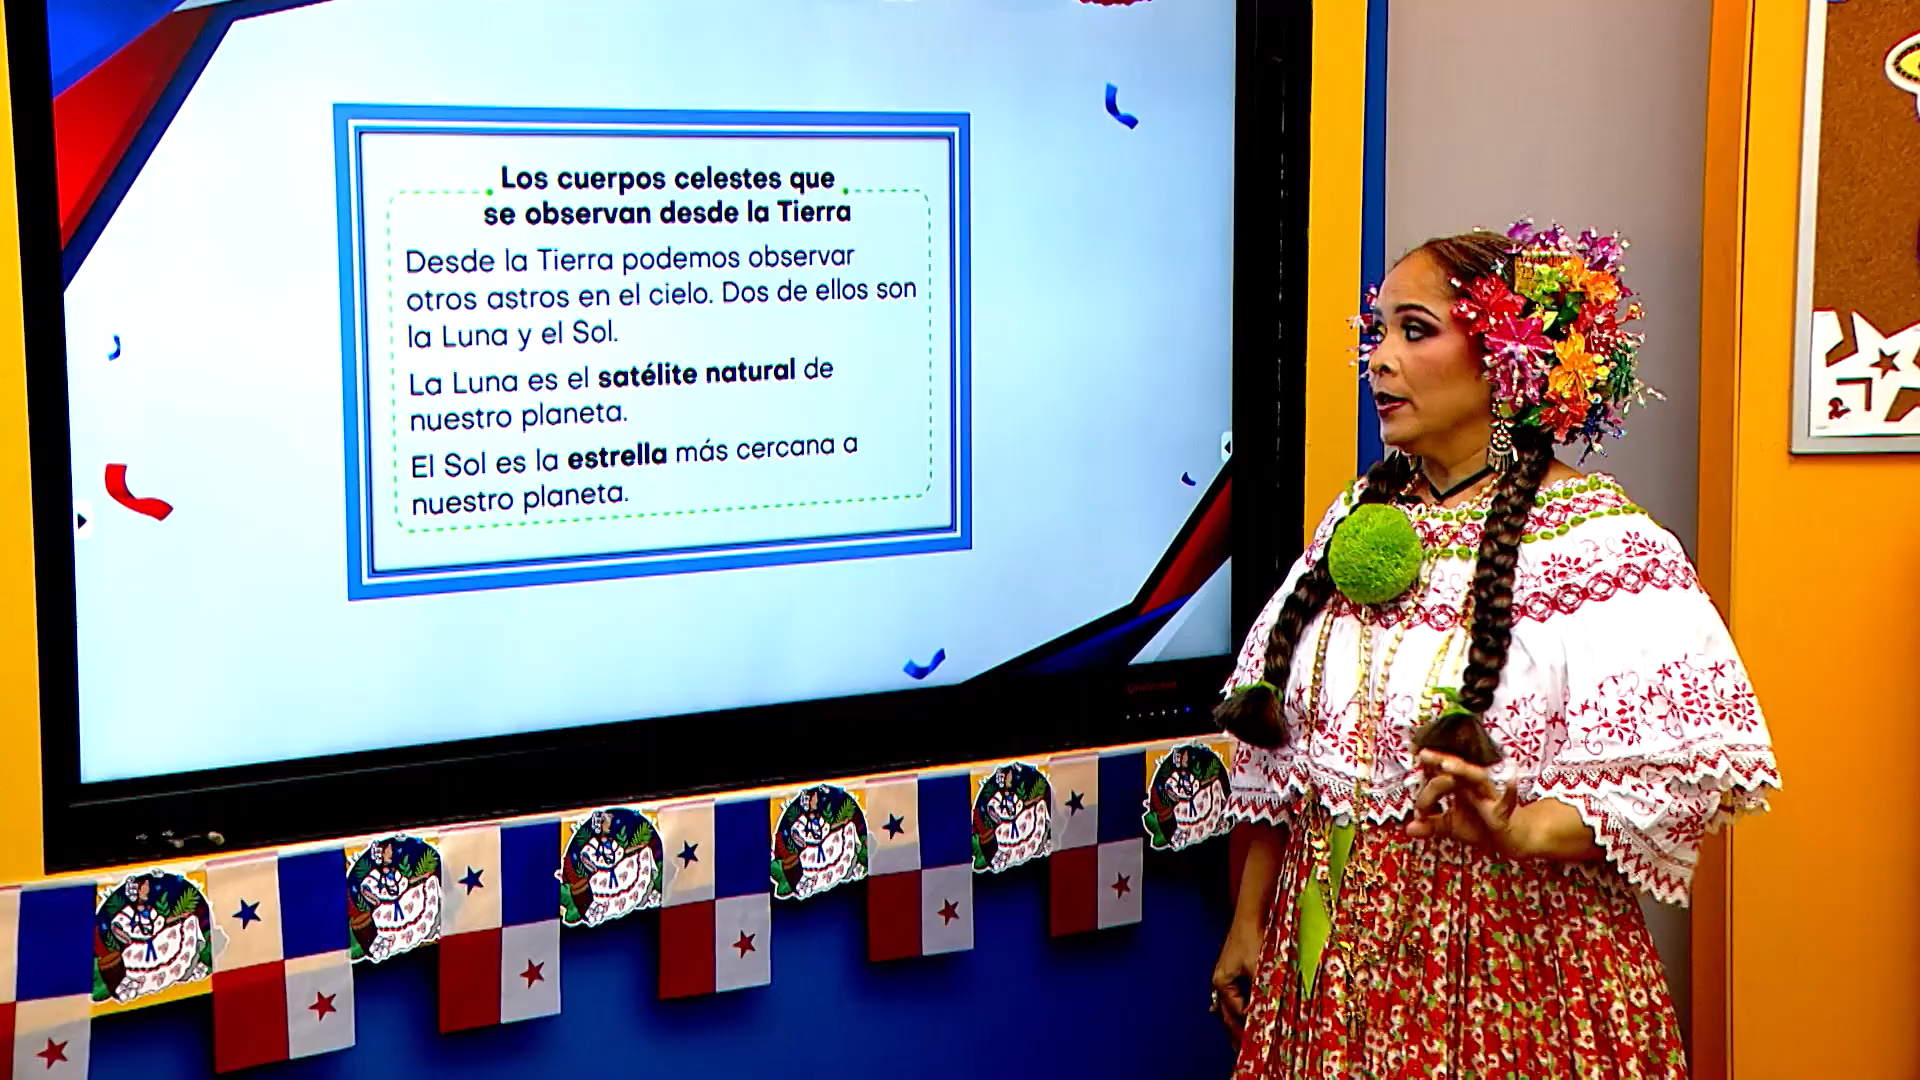 Los cuerpos celestes que
se observan desde la Tierra
Desde la Tierra podemos observar
otros astros en el cielo. Dos de ellos son
la Luna y el Sol.
La Luna es el satélite natural de
nuestro planeta.
El Sol es la estrella más cercana a
nuestro planeta.